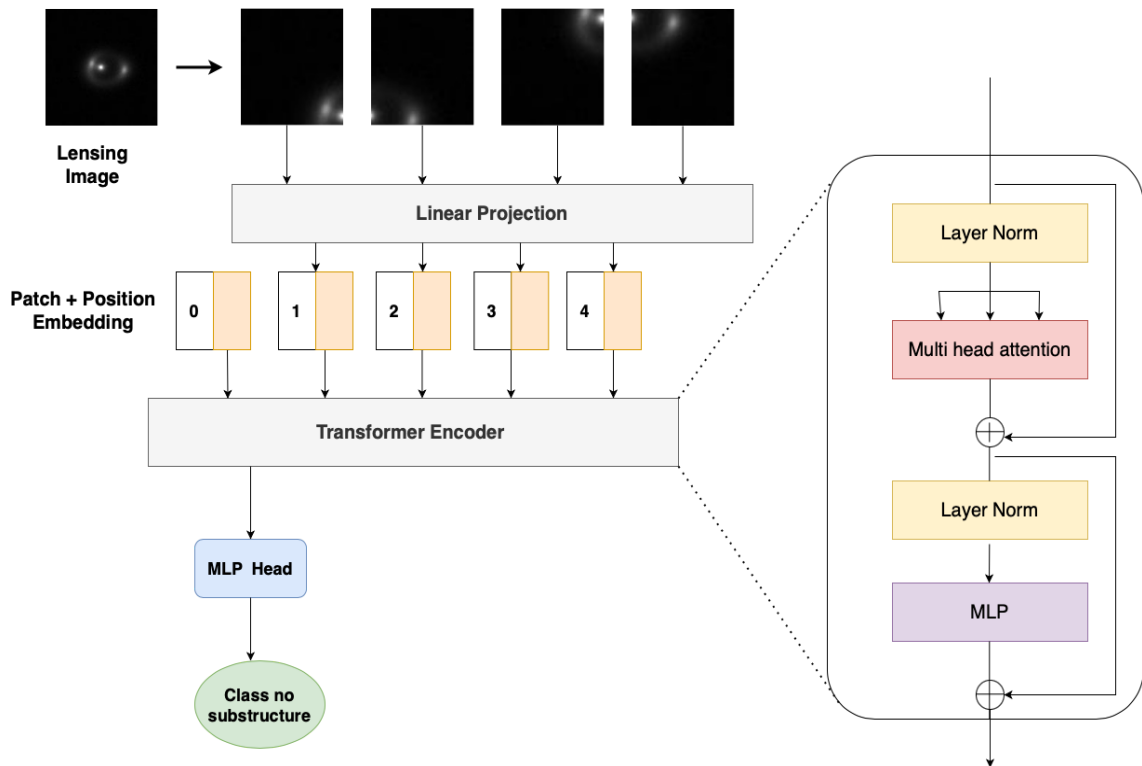 Lensing
Image
Linear Projection
Patch + Position
Embedding
0
1
2
3
4
Transformer Encoder
MLP Head
Class no
substructure
Layer Norm
Multi head attention
Layer Norm
MLP